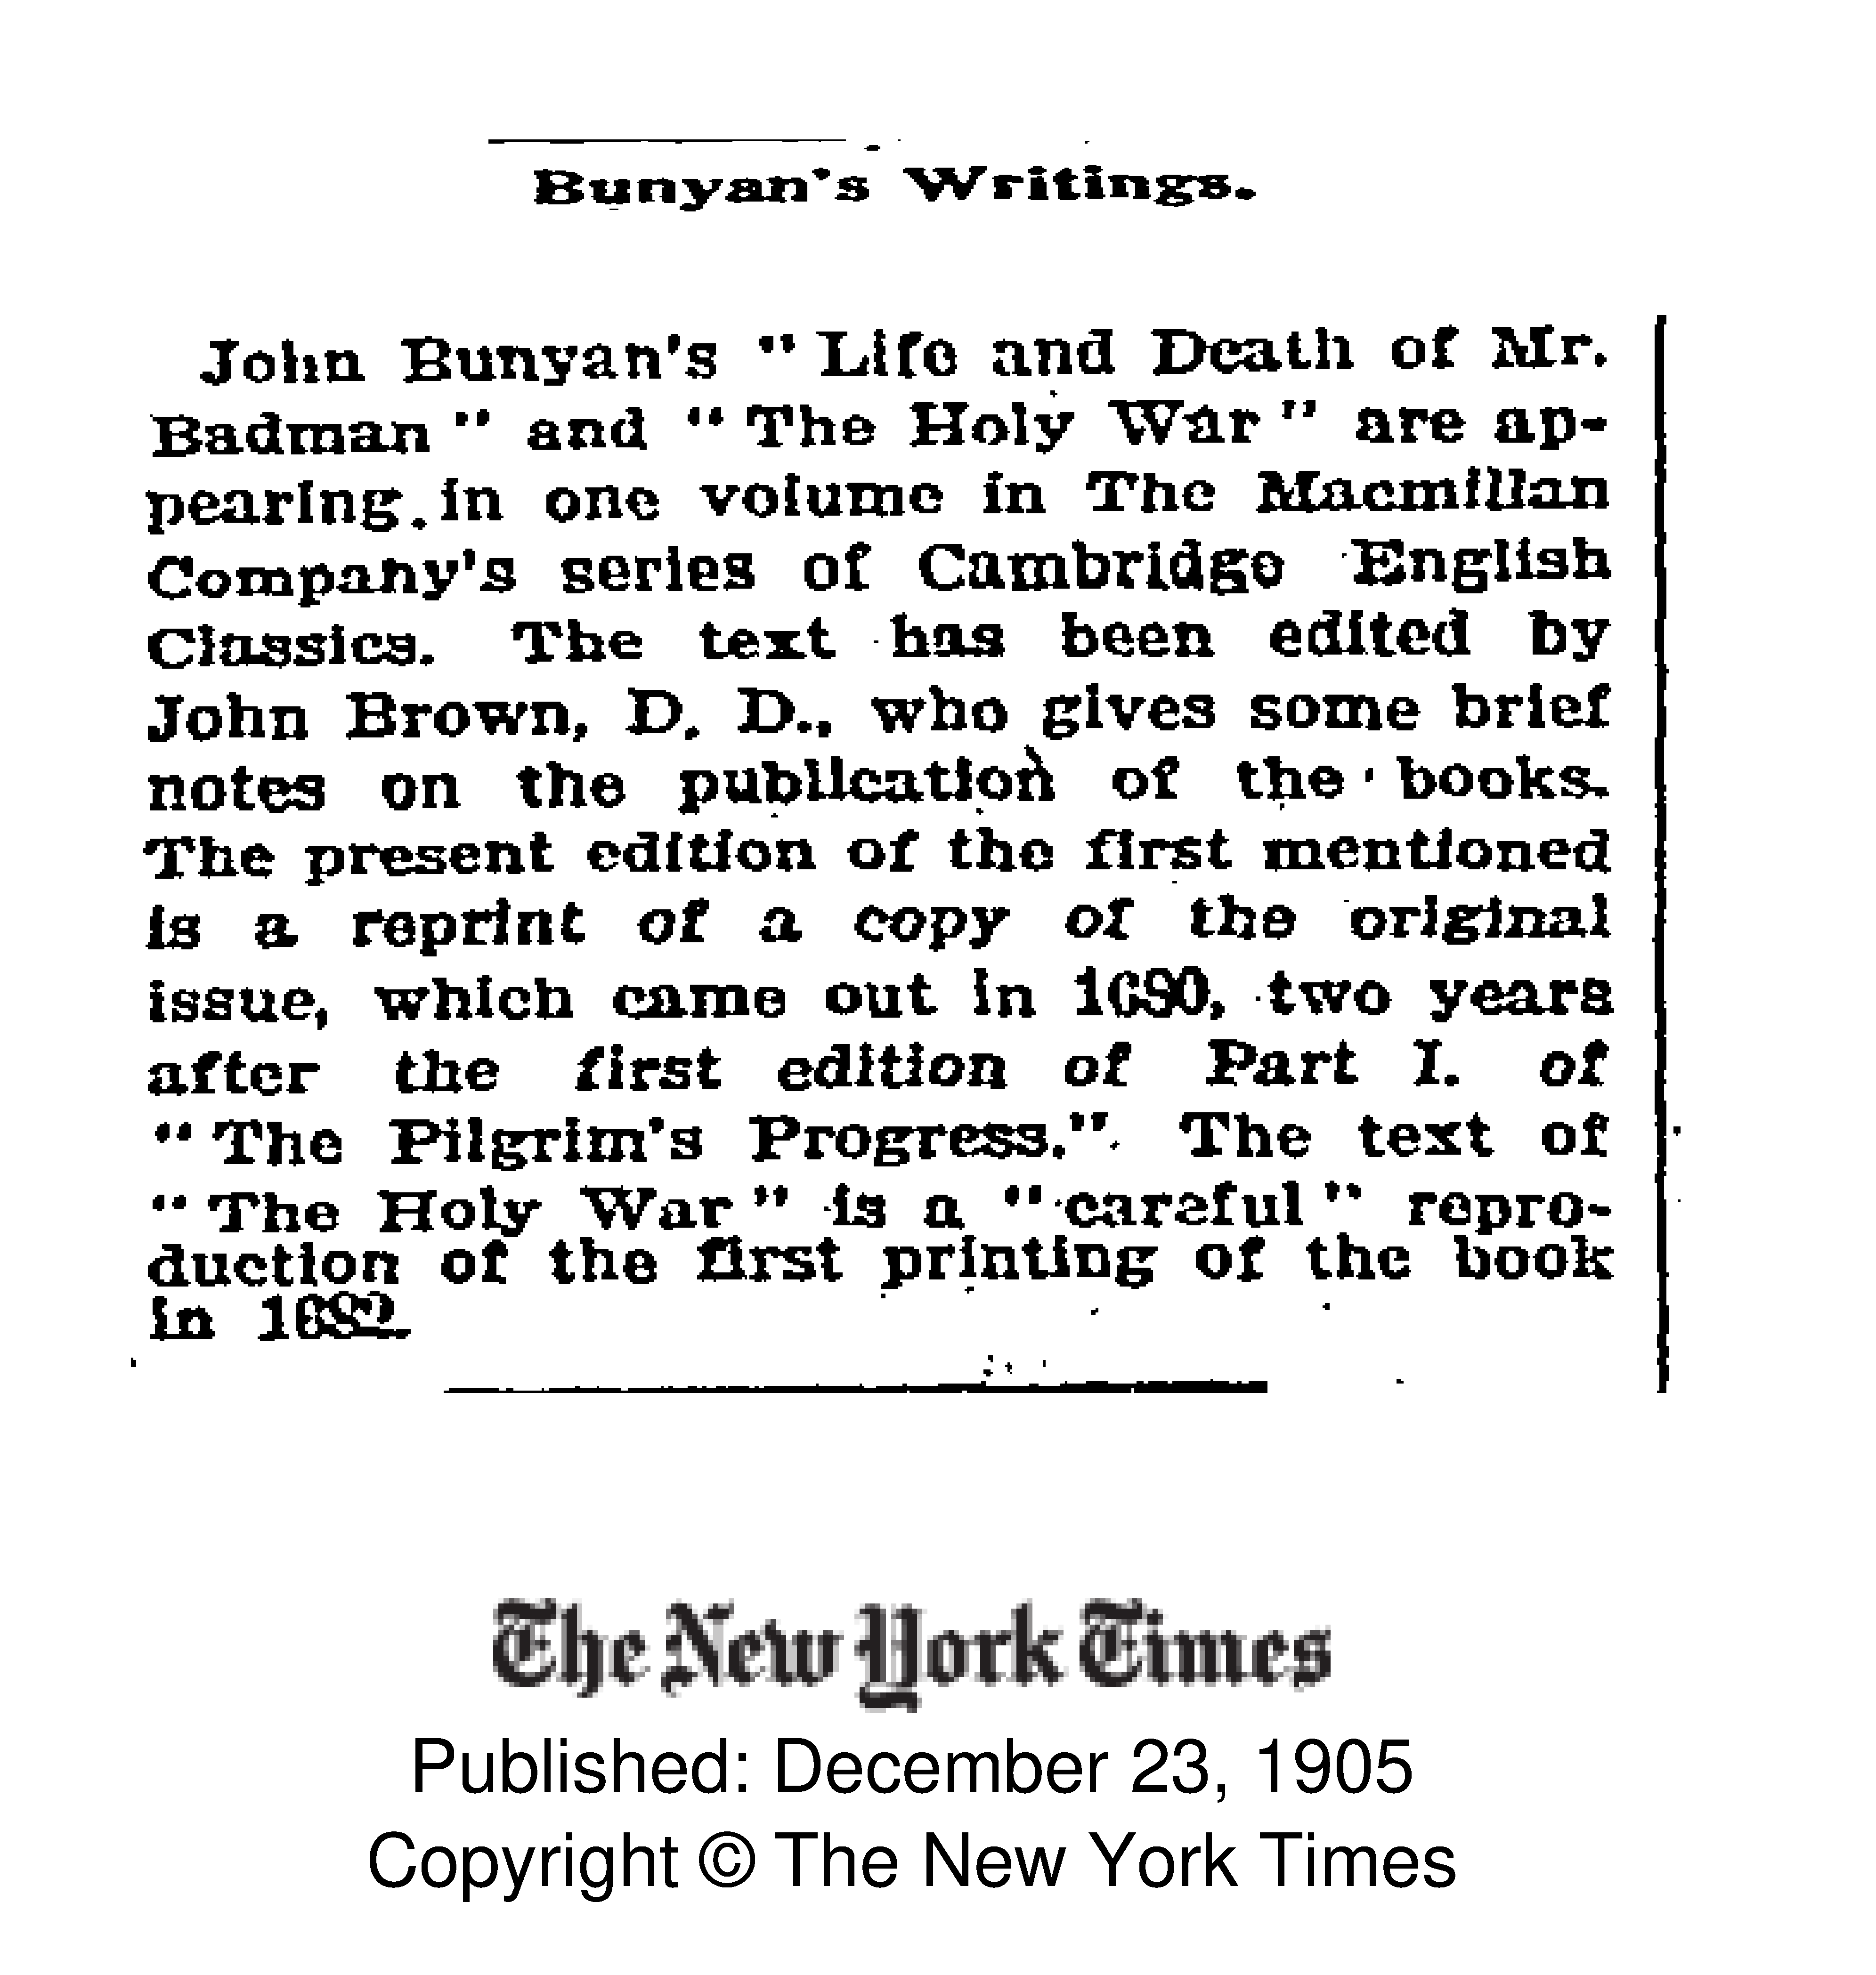 Bunyan's Writings.
John Bunyan's "Life and Death of Mr.
Badman" and "The Holy War" are ap-
pearing in one volume in The Macmillan
Company's series of Cambridge English
Classics. The text has been edited by
John Brown, D. D., who gives some brief
notes on the publication of the books.
The present edition of the first mentioned
is a reprint of a copy of the original
issue, which came out in 1680, two years
after the first edition of Part I. of
"The Pilgrim's Progress." The text of
"The Holy War" is a "careful" repro-
duction of the first printing of the book
in 1682.
The New York Times
Published: December 23, 1905
Copyright © The New York Times